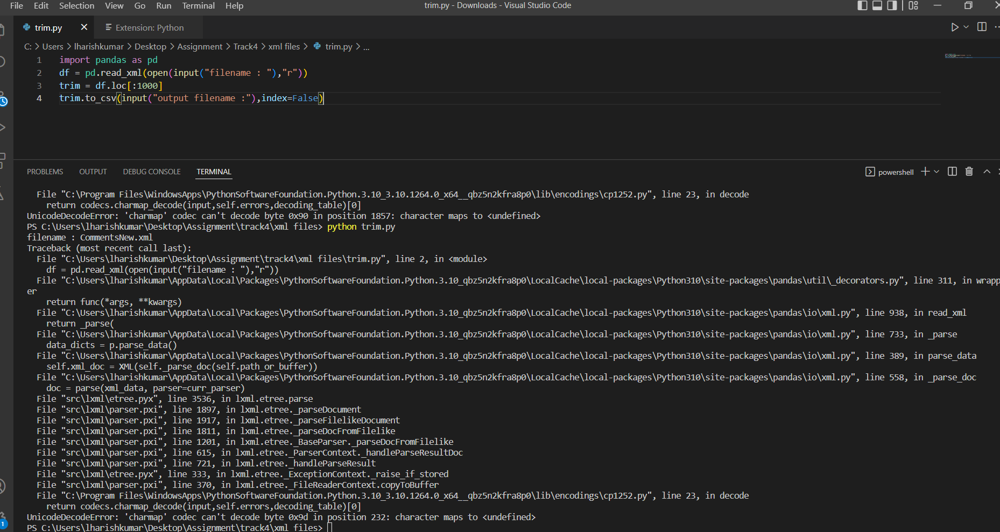 File Edit Selection View Go Run Terminal Help trim.py - Downloads - Visual Studio Code
trim.py Extension: Python
C: > Users > lharishkumar > Desktop > Assignment > Track4 > xml files > trim.py > ...
1 import pandas as pd
2 df = pd.read_xml(open(input("filename : "),"r"))
3 trim = df.loc[:1000]
4 trim.to_csv(input("output filename :"),index=False)
PROBLEMS OUTPUT DEBUG CONSOLE TERMINAL powershell
File "C:\Program Files\WindowsApps\PythonSoftwareFoundation.Python.3.10_3.10.1264.0_x64__qbz5n2kfra8p0\lib\encodings\cp1252.py", line 23, in decode
return codecs.charmap_decode(input,self.errors,decoding_table)[0]
UnicodeDecodeError: 'charmap' codec can't decode byte 0x90 in position 1857: character maps to <undefined>
PS C:\Users\lharishkumar\Desktop\Assignment\track4\xml files> python trim.py
filename : CommentsNew.xml
Traceback (most recent call last):
File "C:\Users\lharishkumar\Desktop\Assignment\track4\xml files\trim.py", line 2, in <module>
df = pd.read_xml(open(input("filename : "),"r"))
File "C:\Users\lharishkumar\AppData\Local\Packages\PythonSoftwareFoundation.Python.3.10_qbz5n2kfra8p0\LocalCache\local-packages\Python310\site-packages\pandas\util\_decorators.py", line 311, in wrapp
er
return func(*args, **kwargs)
File "C:\Users\lharishkumar\AppData\Local\Packages\PythonSoftwareFoundation.Python.3.10_qbz5n2kfra8p0\LocalCache\local-packages\Python310\site-packages\pandas\io\xml.py", line 938, in read_xml
return _parse(
File "C:\Users\lharishkumar\AppData\Local\Packages\PythonSoftwareFoundation.Python.3.10_qbz5n2kfra8p0\LocalCache\local-packages\Python310\site-packages\pandas\io\xml.py", line 733, in _parse
data_dicts = p.parse_data()
File "C:\Users\lharishkumar\AppData\Local\Packages\PythonSoftwareFoundation.Python.3.10_qbz5n2kfra8p0\LocalCache\local-packages\Python310\site-packages\pandas\io\xml.py", line 389, in parse_data
self.xml_doc = XML(self._parse_doc(self.path_or_buffer))
File "C:\Users\lharishkumar\AppData\Local\Packages\PythonSoftwareFoundation.Python.3.10_qbz5n2kfra8p0\LocalCache\local-packages\Python310\site-packages\pandas\io\xml.py", line 558, in _parse_doc
doc = parse(xml_data, parser=curr_parser)
File "src\lxml\etree.pyx", line 3536, in lxml.etree.parse
File "src\lxml\parser.pxi", line 1897, in lxml.etree._parseDocument
File "src\lxml\parser.pxi", line 1917, in lxml.etree._parseFilelikeDocument
File "src\lxml\parser.pxi", line 1811, in lxml.etree._parseDocFromFilelike
File "src\lxml\parser.pxi", line 1201, in lxml.etree._BaseParser._parseDocFromFilelike
File "src\lxml\parser.pxi", line 615, in lxml.etree._ParserContext._handleParseResultDoc
File "src\lxml\parser.pxi", line 721, in lxml.etree._handleParseResult
File "src\lxml\etree.pyx", line 333, in lxml.etree._ExceptionContext._raise_if_stored
File "src\lxml\parser.pxi", line 370, in lxml.etree._FileReaderContext.copyToBuffer
File "C:\Program Files\WindowsApps\PythonSoftwareFoundation.Python.3.10_3.10.1264.0_x64__qbz5n2kfra8p0\lib\encodings\cp1252.py", line 23, in decode
return codecs.charmap_decode(input,self.errors,decoding_table)[0]
UnicodeDecodeError: 'charmap' codec can't decode byte 0x9d in position 232: character maps to <undefined>
PS C:\Users\lharishkumar\Desktop\Assignment\track4\xml files>
1